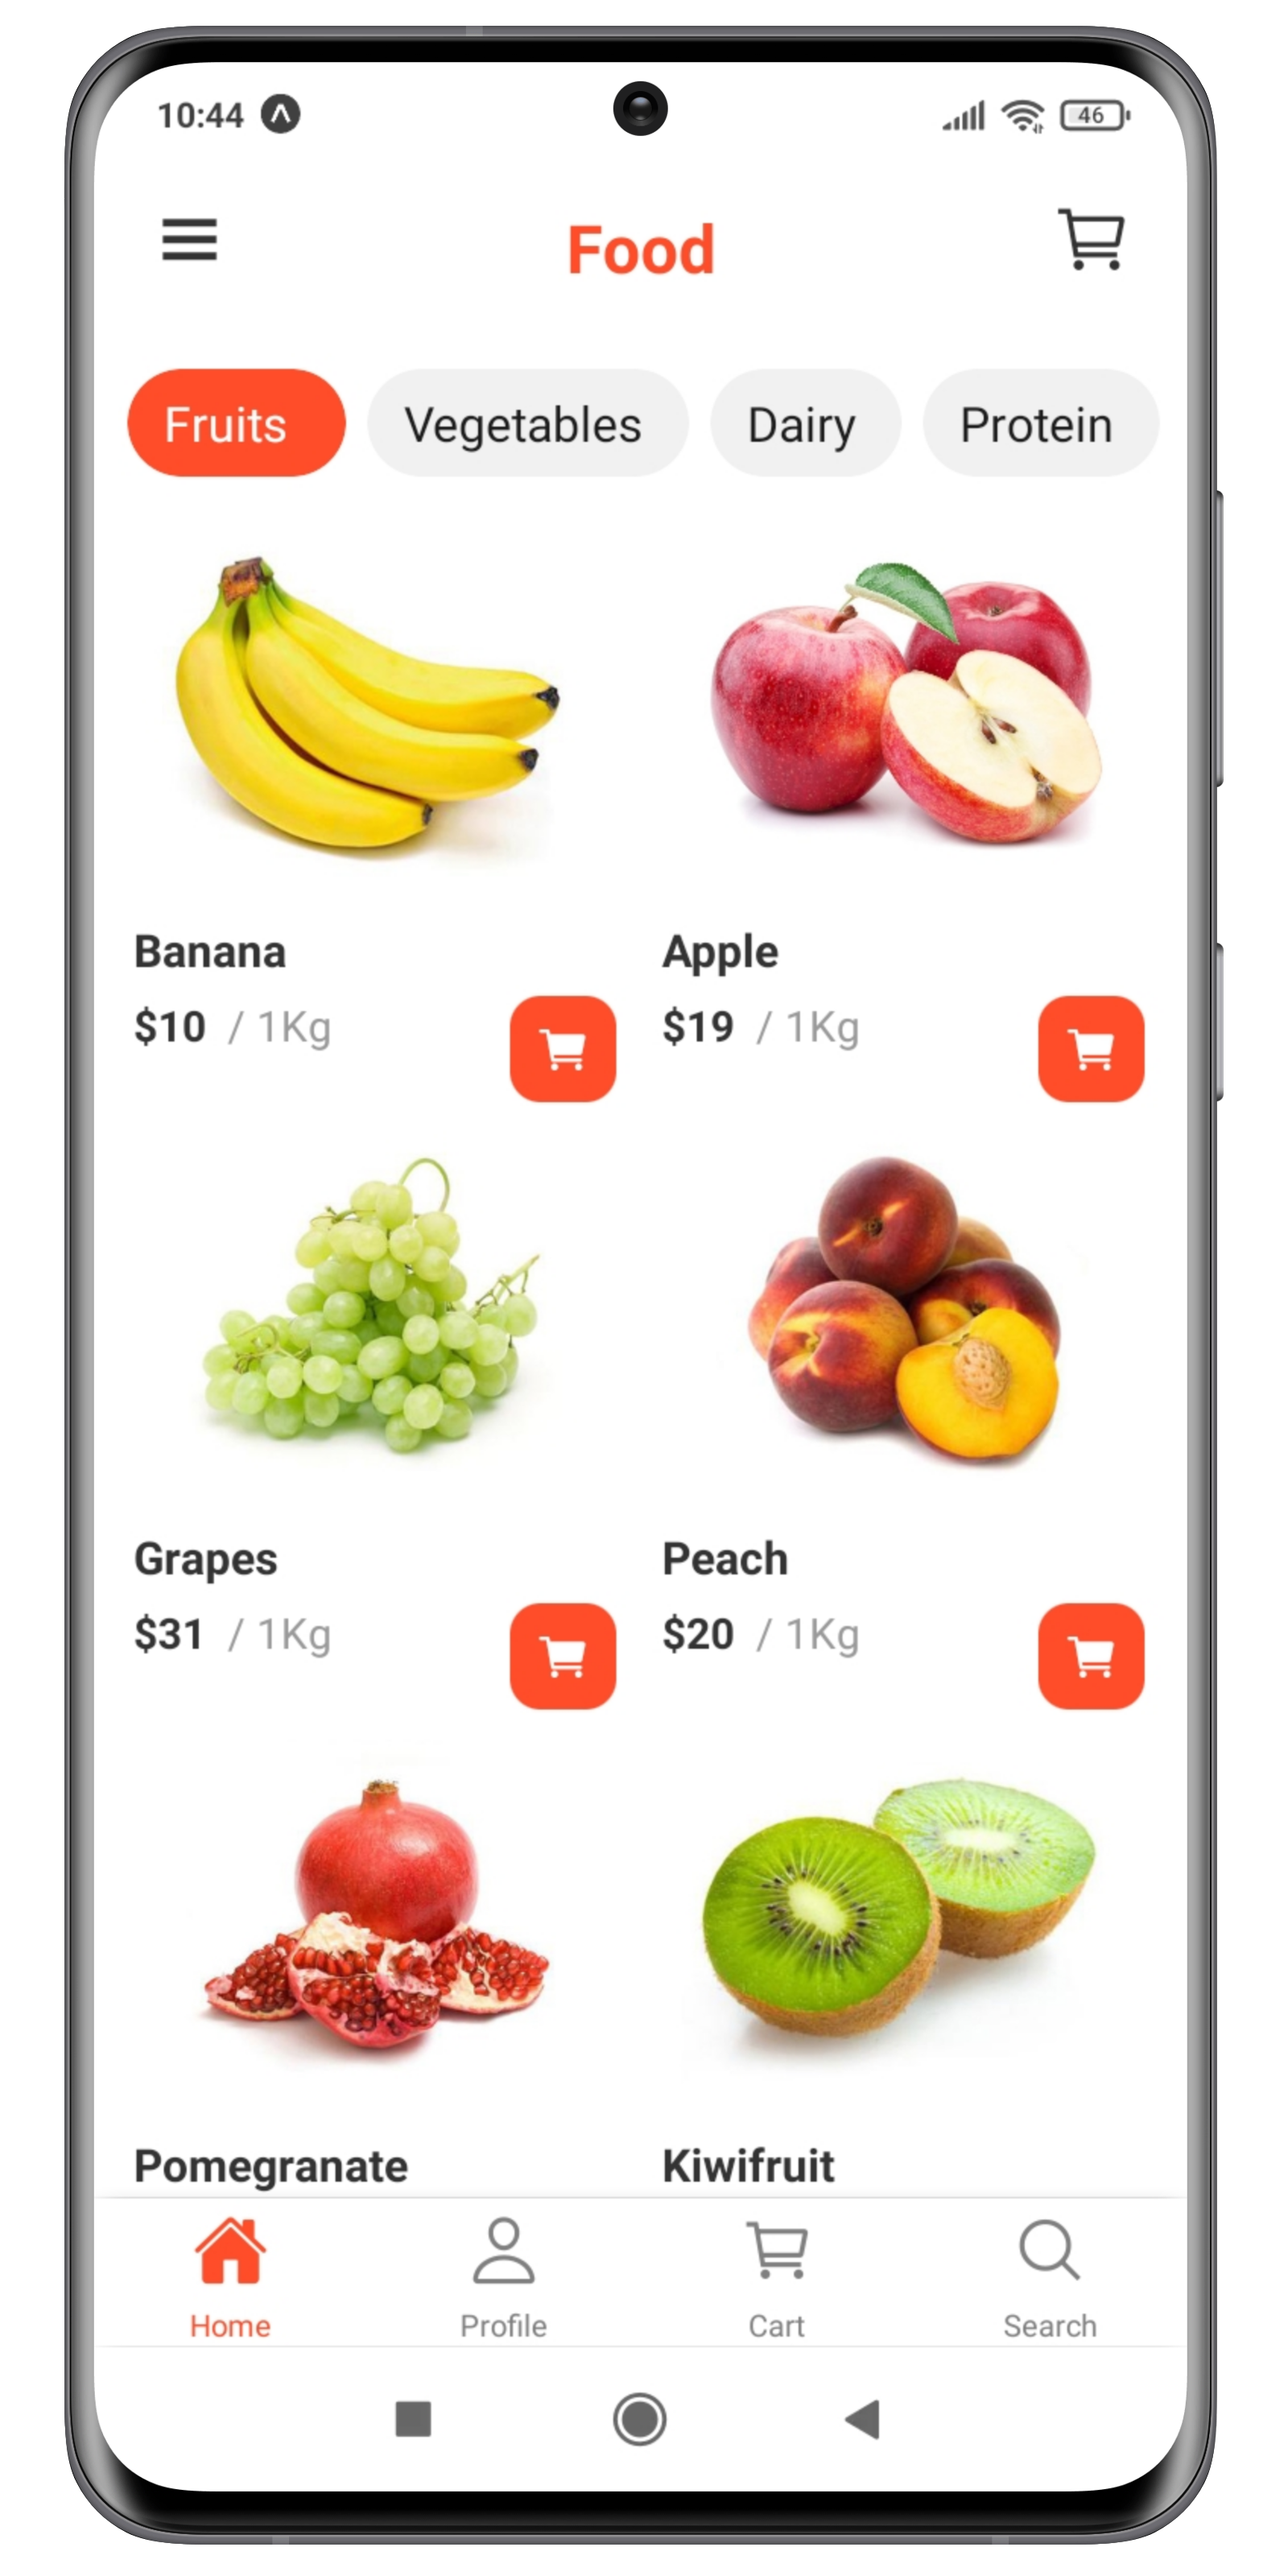 10:44
46
Food
Fruits Vegetables Dairy Protein
Banana
$10 / 1Kg
Apple
$19 / 1Kg
Grapes
$31 / 1Kg
Peach
$20 / 1Kg
Pomegranate
Kiwifruit
Home Profile Cart Search